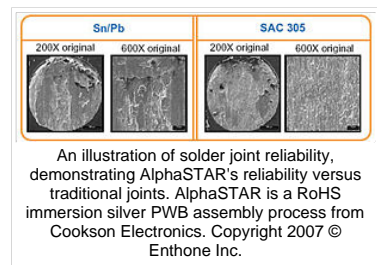 Sn/Pb
SAC 305
200X original
600X original
200X original
600X original
An illustration of solder joint reliability,
demonstrating AlphaSTAR's reliability versus
traditional joints. AlphaSTAR is a RoHS
immersion silver PWB assembly process from
Cookson Electronics. Copyright 2007 ©
Enthone Inc.